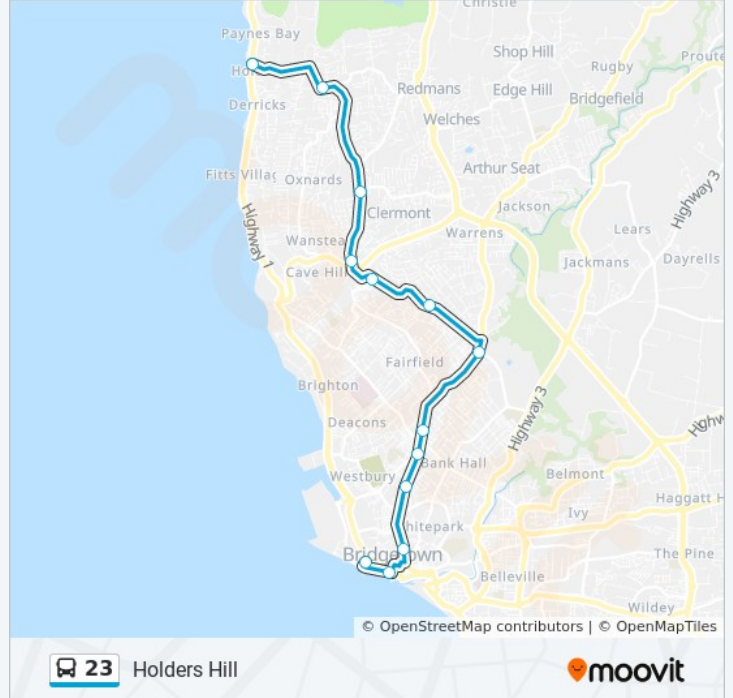 Christie
Paynes Bay
Shop Hill
Proute
Rugby
Ho
Redmans
Edge Hill
Bridgefield
Derricks
Welches
Arthur Seat
Fitts Villag
Oxnards
Highway 3
Clermont
Jackson
Highway 1
Warrens
Lears
Wanstea
Dayrells
Jackmans
Cave Hill
Fairfield
Brighton
Highway 3
Highw
Deacons
Bank Hall
Westbury
Belmont
Haggatt H
Ivy
hitepark
Bridgetown
The Pine
Belleville
Wildey
© OpenStreetMap contributors | © OpenMapTiles
23 Holders Hill
moovit